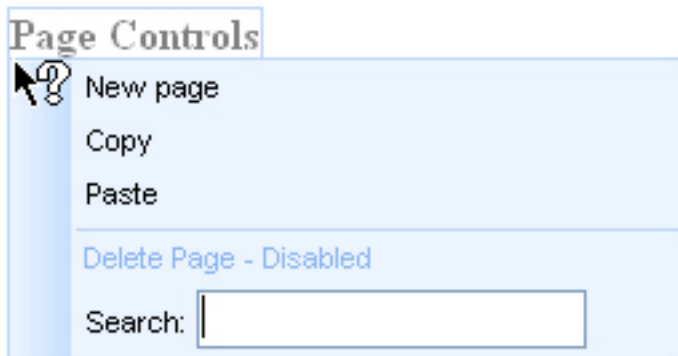 Page Controls
New page
Copy
Paste
Delete Page - Disabled
Search: